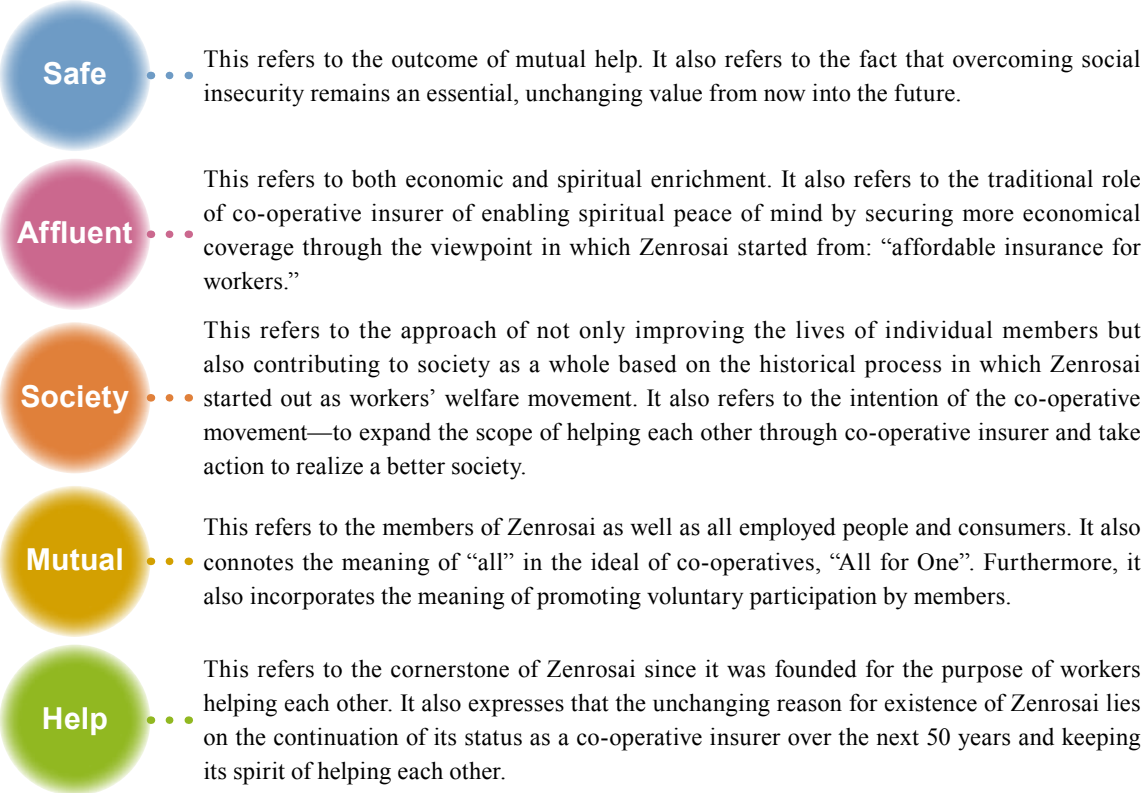 Safe
This refers to the outcome of mutual help. It also refers to the fact that overcoming social
insecurity remains an essential, unchanging value from now into the future.
Affluent
This refers to both economic and spiritual enrichment. It also refers to the traditional role
of co-operative insurer of enabling spiritual peace of mind by securing more economical
coverage through the viewpoint in which Zenrosai started from: “affordable insurance for
workers.”
Society
This refers to the approach of not only improving the lives of individual members but
also contributing to society as a whole based on the historical process in which Zenrosai
started out as workers’ welfare movement. It also refers to the intention of the co-operative
movement—to expand the scope of helping each other through co-operative insurer and take
action to realize a better society.
Mutual
This refers to the members of Zenrosai as well as all employed people and consumers. It also
connotes the meaning of “all” in the ideal of co-operatives, “All for One”. Furthermore, it
also incorporates the meaning of promoting voluntary participation by members.
Help
This refers to the cornerstone of Zenrosai since it was founded for the purpose of workers
helping each other. It also expresses that the unchanging reason for existence of Zenrosai lies
on the continuation of its status as a co-operative insurer over the next 50 years and keeping
its spirit of helping each other.